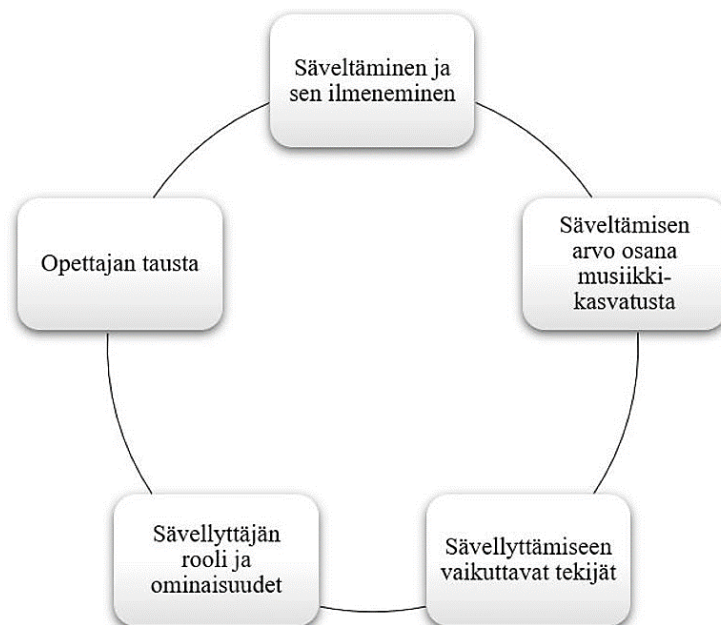 Säveltäminen ja
sen ilmeneminen
Säveltämisen
arvo osana
musiikki-
kasvatusta
Opettajan tausta
Sävellyttäjän
rooli ja
ominaisuudet
Sävellyttämiseen
vaikuttavat tekijät